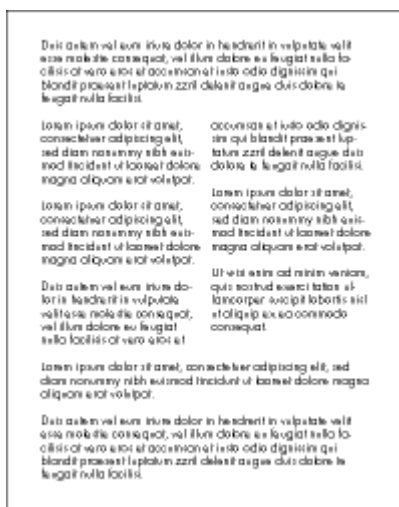 Duis autem vel eum iriure dolor in hendrerit in vulputate velit
esse molestie consequat, vel illum dolore eu feugiat nulla fa-
cilisis at vero eros et accumsan et iusto odio dignissim qui
blandit praesent luptatum zzril delenit augue duis dolore te
feugait nulla facilisi.
Lorem ipsum dolor sit amet,
consectetuer adipiscing elit,
sed diam nonummy nibh euis-
mod tincidunt ut laoreet dolore
magna aliquam erat volutpat.
Lorem ipsum dolor sit amet,
consectetuer adipiscing elit,
sed diam nonummy nibh euis-
mod tincidunt ut laoreet dolore
magna aliquam erat volutpat.
Duis autem vel eum iriure do-
lor in hendrerit in vulputate
velit esse molestie consequat,
vel illum dolore eu feugiat
nulla facilisis at vero eros et
accumsan et iusto odio dignis-
sim qui blandit praesent lup-
tatum zzril delenit augue duis
dolore te feugait nulla facilisi.
Lorem ipsum dolor sit amet,
consectetuer adipiscing elit,
sed diam nonummy nibh euis-
mod tincidunt ut laoreet dolore
magna aliquam erat volutpat.
Ut wisi enim ad minim veniam,
quis nostrud exerci tation ul-
lamcorper suscipit lobortis nisl
ut aliquip ex ea commodo
consequat.
Lorem ipsum dolor sit amet, consectetuer adipiscing elit, sed
diam nonummy nibh euismod tincidunt ut laoreet dolore magna
aliquam erat volutpat.
Duis autem vel eum iriure dolor in hendrerit in vulputate velit
esse molestie consequat, vel illum dolore eu feugiat nulla fa-
cilisis at vero eros et accumsan et iusto odio dignissim qui
blandit praesent luptatum zzril delenit augue duis dolore te
feugait nulla facilisi.